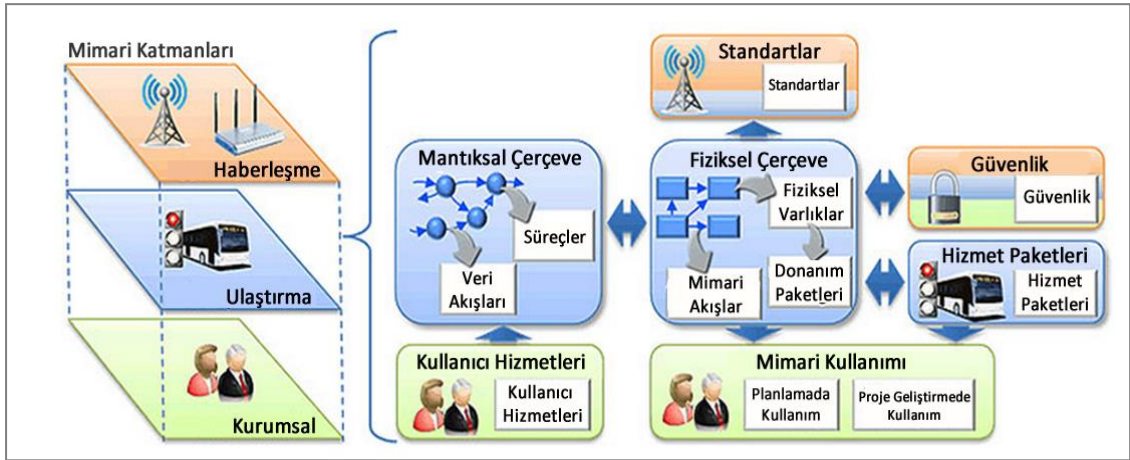 Mimari Katmanları
Haberleşme
Ulaştırma
Kurumsal
Mantıksal Çerçeve
Süreçler
Veri
Akışları
Kullanıcı Hizmetleri
Kullanıcı
Hizmetleri
Standartlar
Standartlar
Fiziksel Çerçeve
Fiziksel
Varlıklar
Mimari
Akışlar
Donanım
Paketleri
Güvenlik
Güvenlik
Hizmet Paketleri
Hizmet
Paketleri
Mimari Kullanımı
Planlamada
Kullanım
Proje Geliştirmede
Kullanım